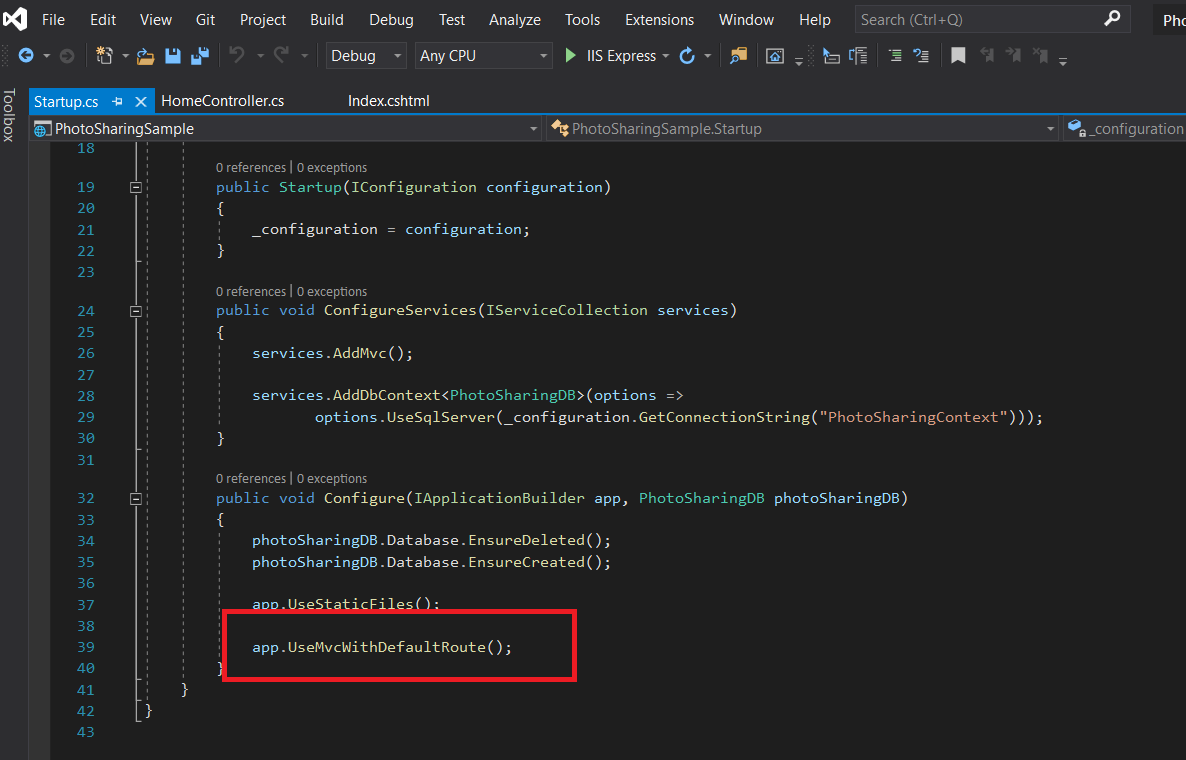 File Edit View Git Project Build Debug Test Analyze Tools Extensions Window Help Search (Ctrl+Q) Pho
Debug Any CPU IIS Express
Toolbox
Startup.cs HomeController.cs Index.cshtml
PhotoSharingSample PhotoSharingSample.Startup _configuration
18
0 references | 0 exceptions
19 public Startup(IConfiguration configuration)
20 {
21 _configuration = configuration;
22 }
23
0 references | 0 exceptions
24 public void ConfigureServices(IServiceCollection services)
25 {
26 services.AddMvc();
27
28 services.AddDbContext<PhotoSharingDB>(options =>
29 options.UseSqlServer(_configuration.GetConnectionString("PhotoSharingContext")));
30 }
31
0 references | 0 exceptions
32 public void Configure(IApplicationBuilder app, PhotoSharingDB photoSharingDB)
33 {
34 photoSharingDB.Database.EnsureDeleted();
35 photoSharingDB.Database.EnsureCreated();
36
37 app.UseStaticFiles();
38
39 app.UseMvcWithDefaultRoute();
40 }
41 }
42 }
43